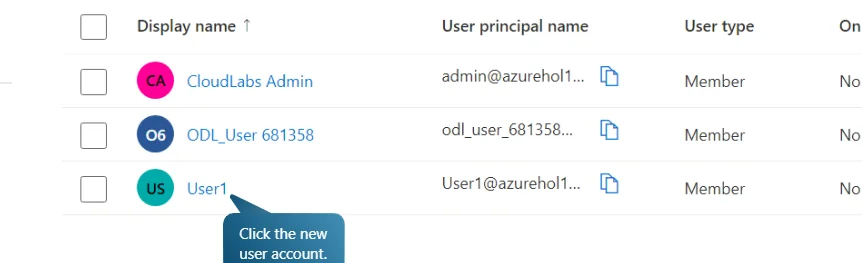 Display name ↑ User principal name User type On
CA CloudLabs Admin admin@azurehol1... Member No
O6 ODL_User 681358 odl_user_681358... Member No
US User1 User1@azurehol1... Member No
Click the new
user account.